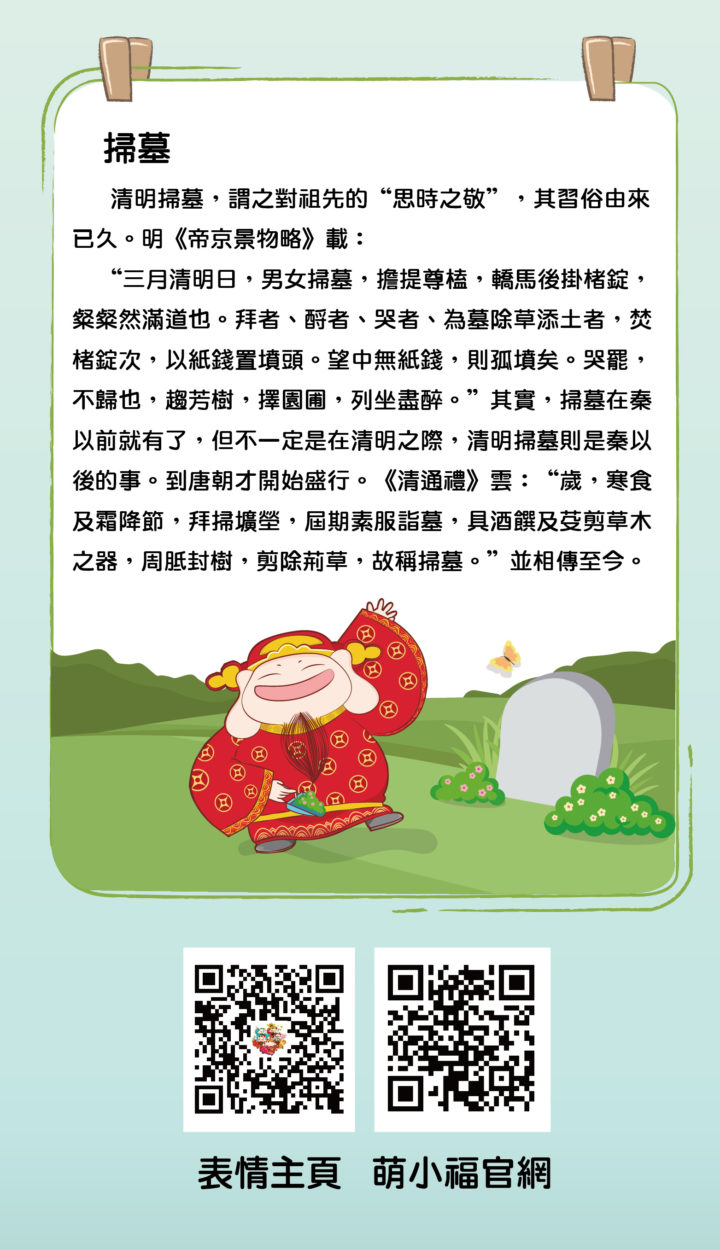 掃墓
清明掃墓，謂之對祖先的“思時之敬”，其習俗由來
已久。明《帝京景物略》載：
“三月清明日，男女掃墓，擔提尊榼，轎馬後掛楮錠，
粲粲然滿道也。拜者、酹者、哭者、為墓除草添土者，焚
楮錠次，以紙錢置墳頭。望中無紙錢，則孤墳矣。哭罷，
不歸也，趨芳樹，擇園圃，列坐盡醉。”其實，掃墓在秦
以前就有了，但不一定是在清明之際，清明掃墓則是秦以
後的事。到唐朝才開始盛行。《清通禮》雲：“歲，寒食
及霜降節，拜掃壙塋，屆期素服詣墓，具酒饌及芟剪草木
之器，周胝封樹，剪除荊草，故稱掃墓。”並相傳至今。
表情主頁 萌小福官網